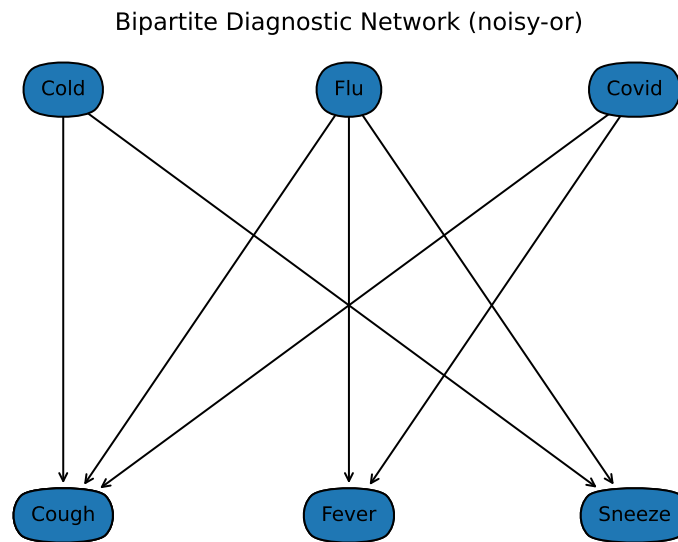 Bipartite Diagnostic Network (noisy-or)
Cold
Flu
Covid
Cough
Fever
Sneeze